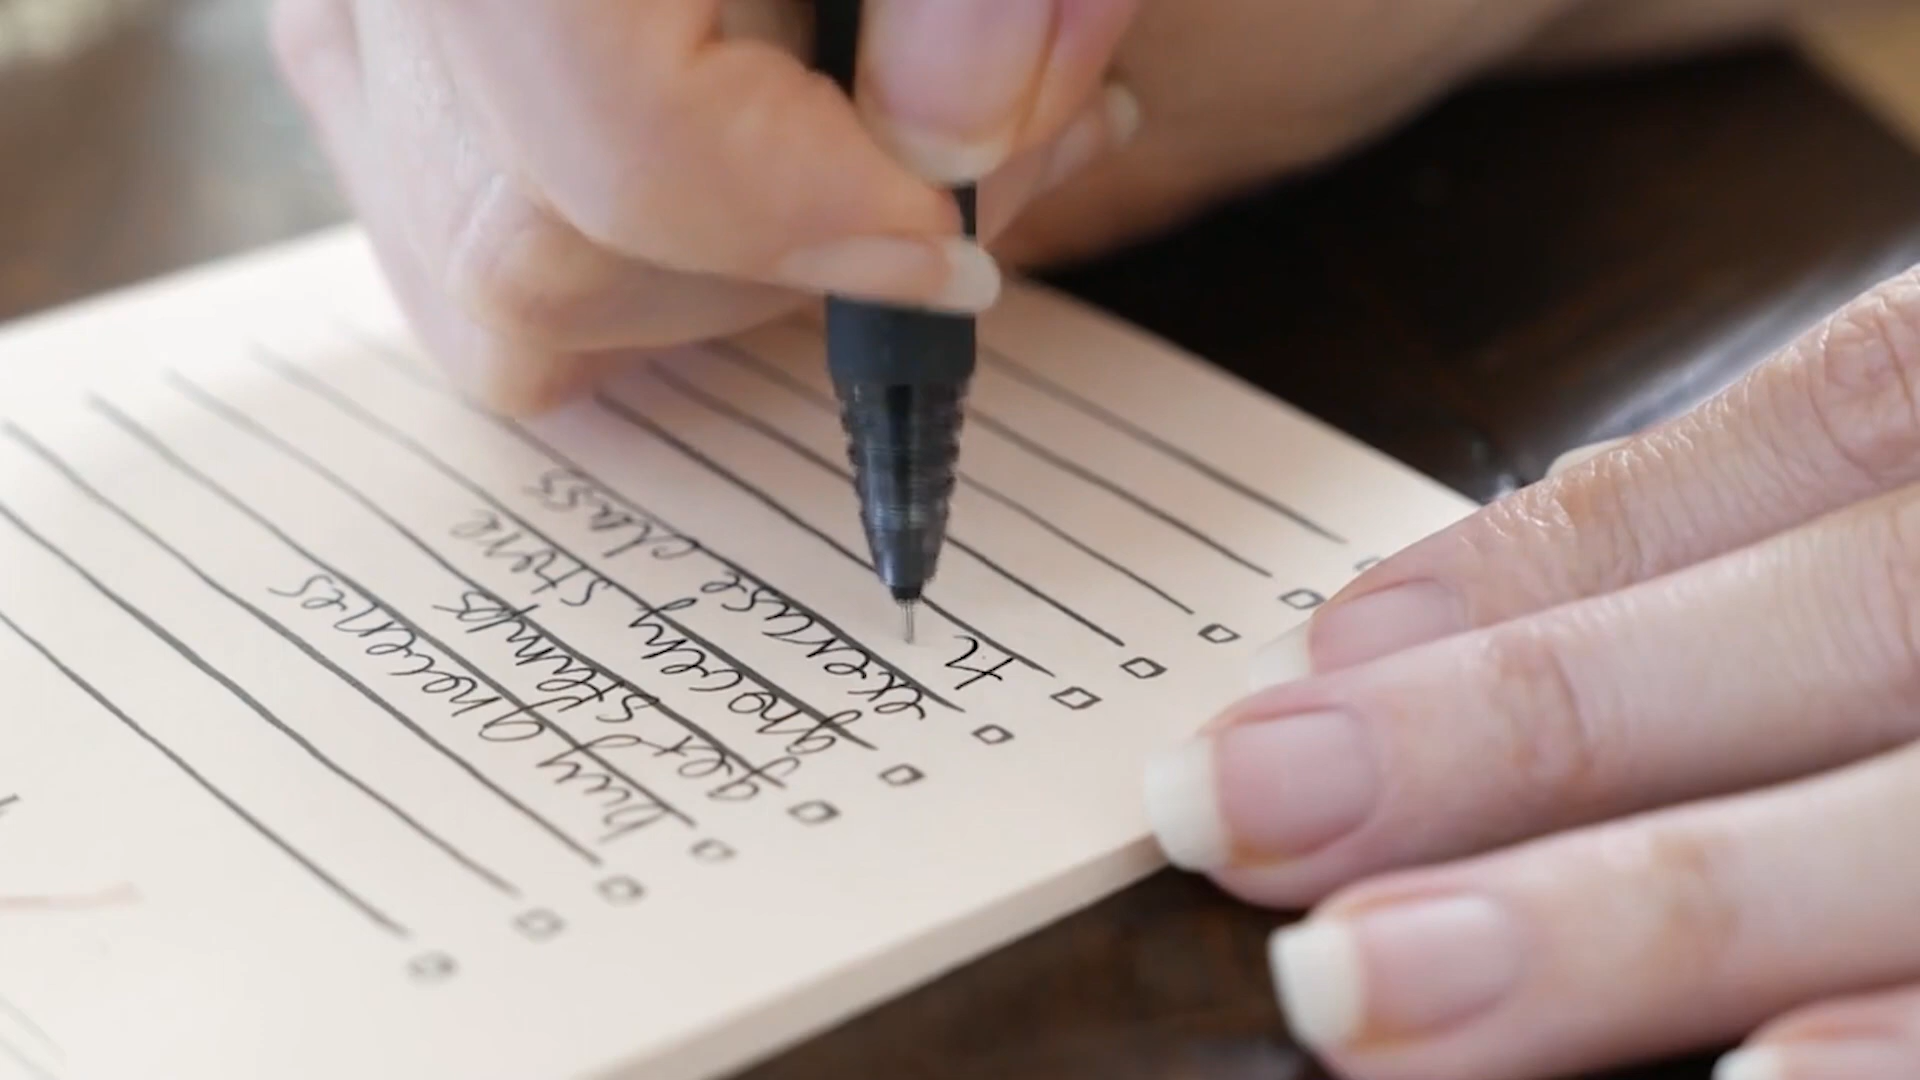 buy groceries
get stamps
grocery store
exercise class